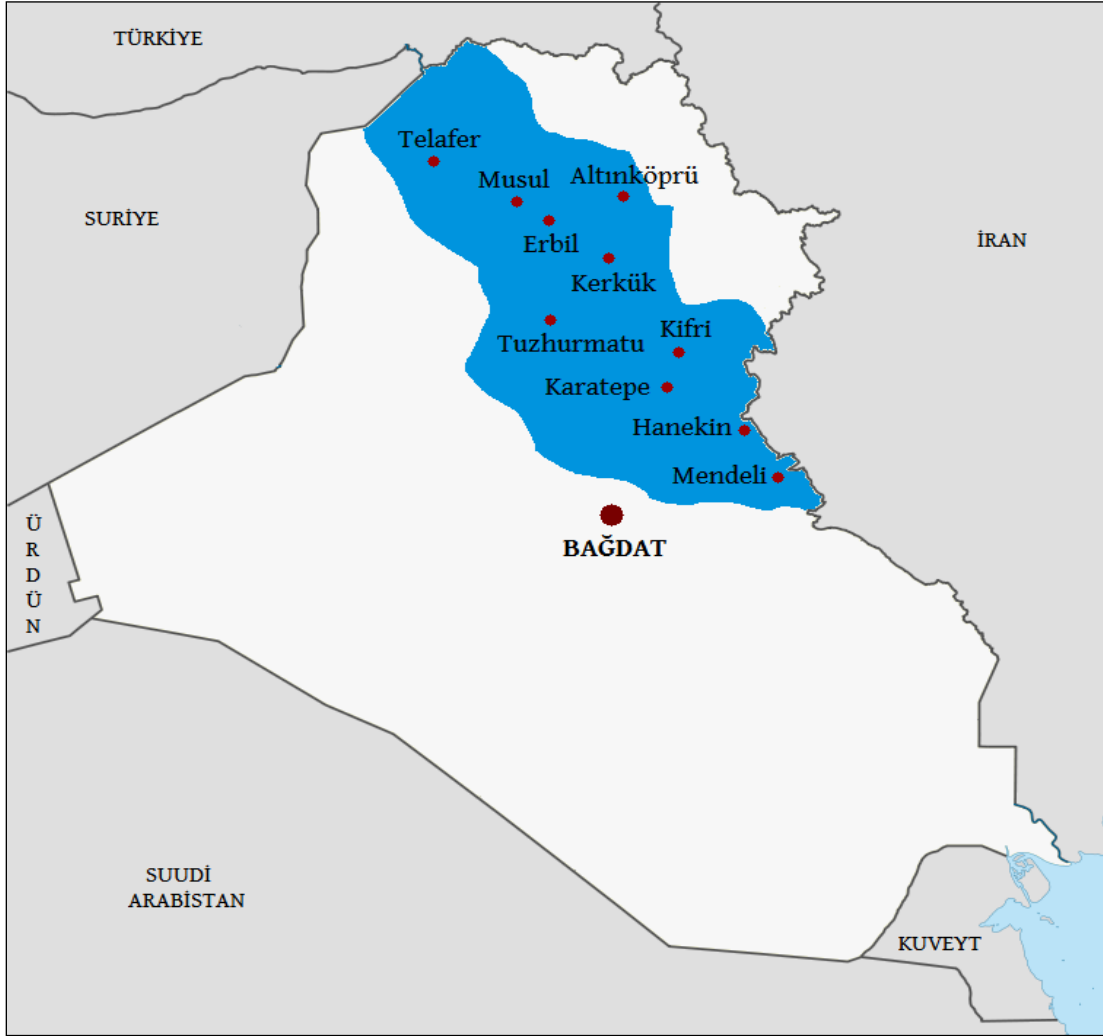 TÜRKİYE
Telafer
Musul
Altınköprü
SURİYE
Erbil
İRAN
Kerkük
Tuzhurmatu
Kifri
Karatepe
Hanekin
Mendeli
Ü
R
D
Ü
N
BAĞDAT
SUUDİ
ARABİSTAN
KUVEYT